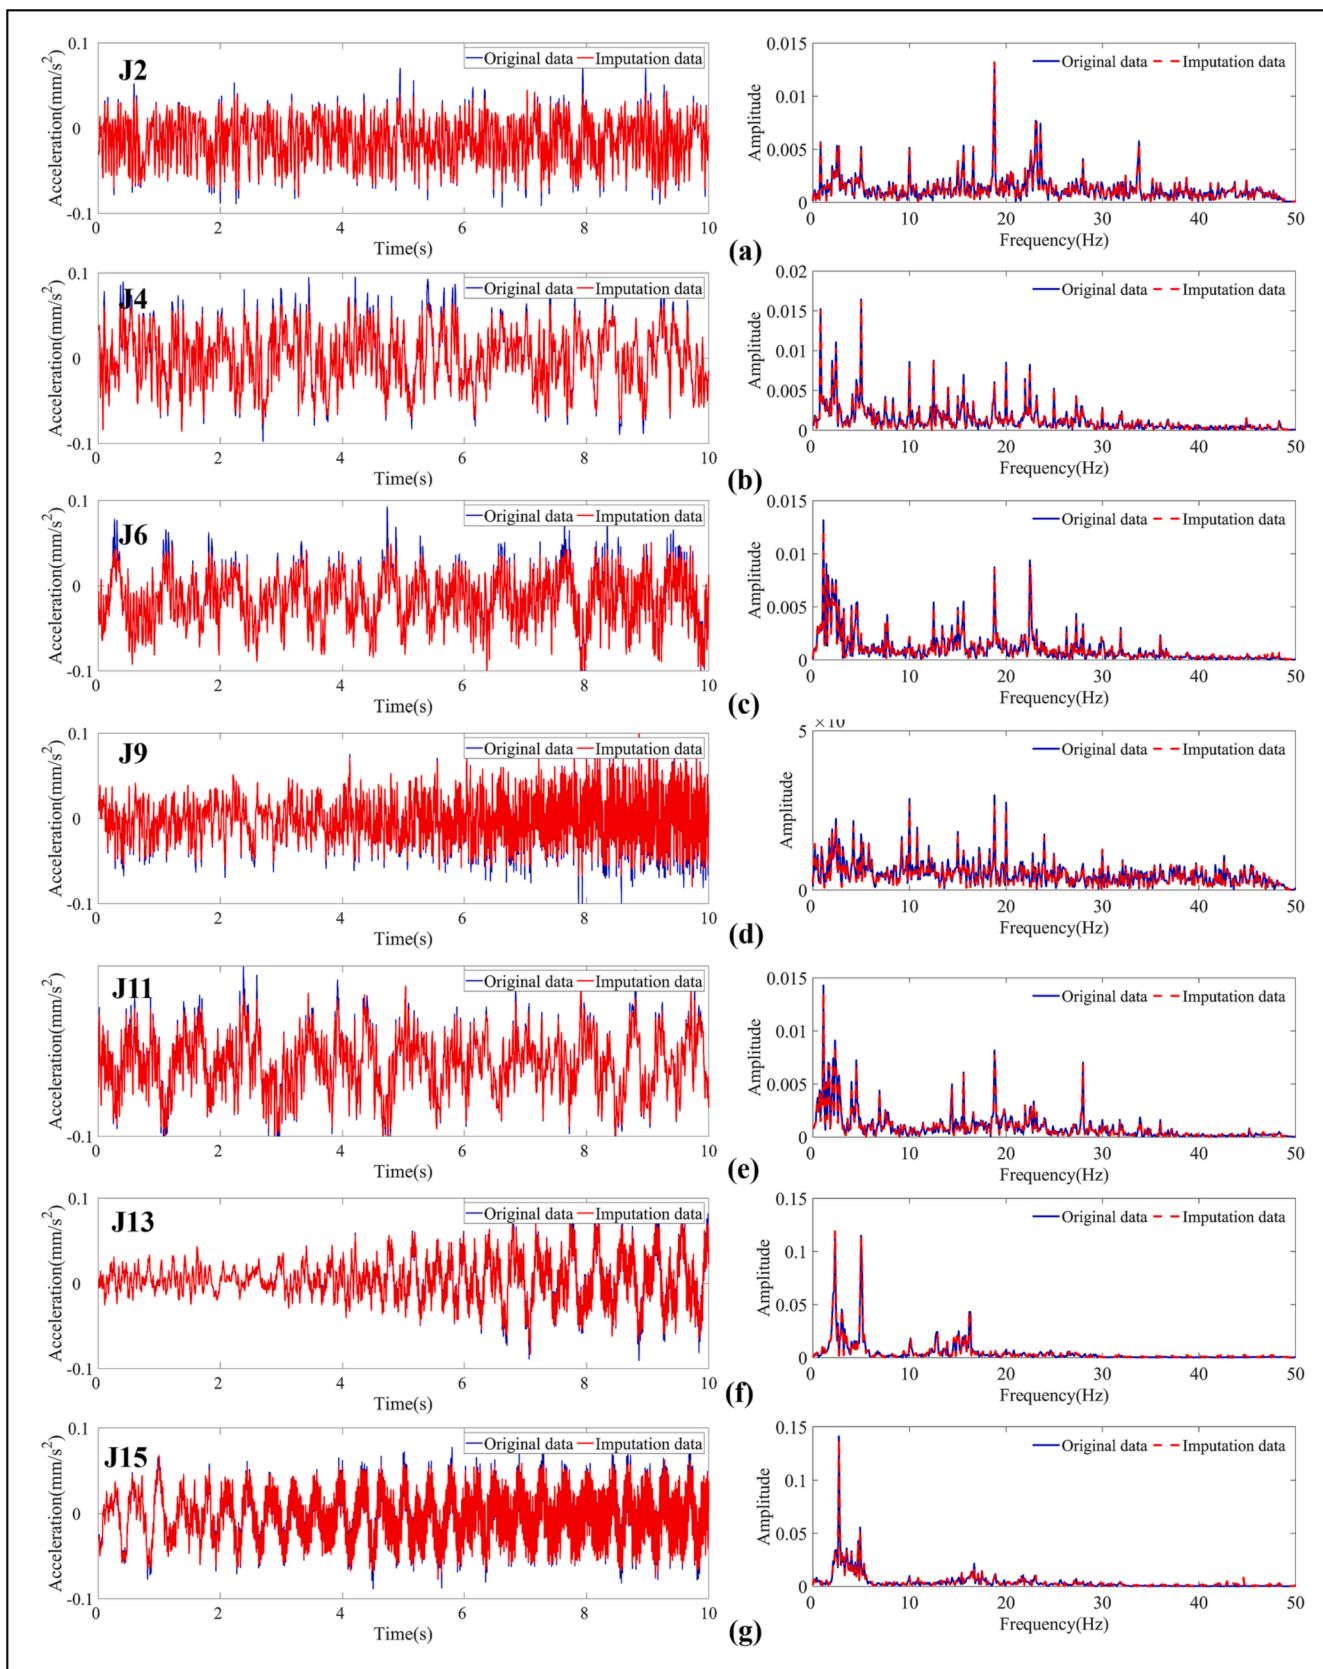 J2
Original data Imputation data
Acceleration(mm/s²)
0.1
0
-0.1
0 2 4 6 8 10
Time(s)
Original data Imputation data
Amplitude
0.015
0.01
0.005
0
0 10 20 30 40 50
Frequency(Hz)
(a)
J4
Original data Imputation data
Acceleration(mm/s²)
0.1
0
-0.1
0 2 4 6 8 10
Time(s)
Original data Imputation data
Amplitude
0.02
0.015
0.01
0.005
0
0 10 20 30 40 50
Frequency(Hz)
(b)
J6
Original data Imputation data
Acceleration(mm/s²)
0.1
0
-0.1
0 2 4 6 8 10
Time(s)
Original data Imputation data
Amplitude
0.015
0.01
0.005
0
0 10 20 30 40 50
Frequency(Hz)
(c)
J9
Original data Imputation data
Acceleration(mm/s²)
0.1
0
-0.1
0 2 4 6 8 10
Time(s)
Original data Imputation data
Amplitude
5 ×10
0
0 10 20 30 40 50
Frequency(Hz)
(d)
J11
Original data Imputation data
Acceleration(mm/s²)
-0.1
0 2 4 6 8 10
Time(s)
Original data Imputation data
Amplitude
0.015
0.01
0.005
0
0 10 20 30 40 50
Frequency(Hz)
(e)
J13
Original data Imputation data
Acceleration(mm/s²)
0.1
0
-0.1
0 2 4 6 8 10
Time(s)
Original data Imputation data
Amplitude
0.15
0.1
0.05
0
0 10 20 30 40 50
Frequency(Hz)
(f)
J15
Original data Imputation data
Acceleration(mm/s²)
0.1
0
-0.1
0 2 4 6 8 10
Time(s)
Original data Imputation data
Amplitude
0.15
0.1
0.05
0
0 10 20 30 40 50
Frequency(Hz)
(g)